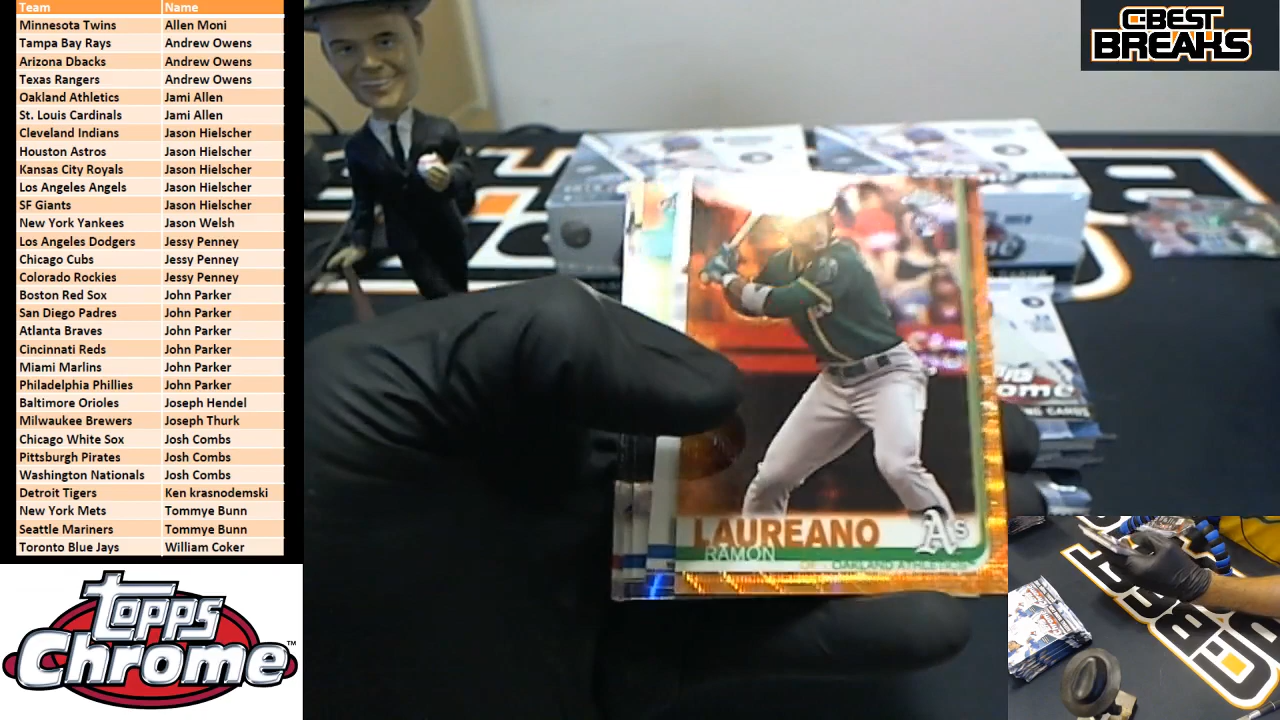 Team Name
Minnesota Twins Allen Moni
Tampa Bay Rays Andrew Owens
Arizona Dbacks Andrew Owens
Texas Rangers Andrew Owens
Oakland Athletics Jami Allen
St. Louis Cardinals Jami Allen
Cleveland Indians Jason Hielscher
Houston Astros Jason Hielscher
Kansas City Royals Jason Hielscher
Los Angeles Angels Jason Hielscher
SF Giants Jason Hielscher
New York Yankees Jason Welsh
Los Angeles Dodgers Jessy Penney
Chicago Cubs Jessy Penney
Colorado Rockies Jessy Penney
Boston Red Sox John Parker
San Diego Padres John Parker
Atlanta Braves John Parker
Cincinnati Reds John Parker
Miami Marlins John Parker
Philadelphia Phillies John Parker
Baltimore Orioles Joseph Hendel
Milwaukee Brewers Joseph Thurk
Chicago White Sox Josh Combs
Pittsburgh Pirates Josh Combs
Washington Nationals Josh Combs
Detroit Tigers Ken krasnodemski
New York Mets Tommye Bunn
Seattle Mariners Tommye Bunn
Toronto Blue Jays William Coker
Topps
Chrome™
C-BEST
BREAKS
LAUREANO
RAMON
OF OAKLAND ATHLETICS
A's